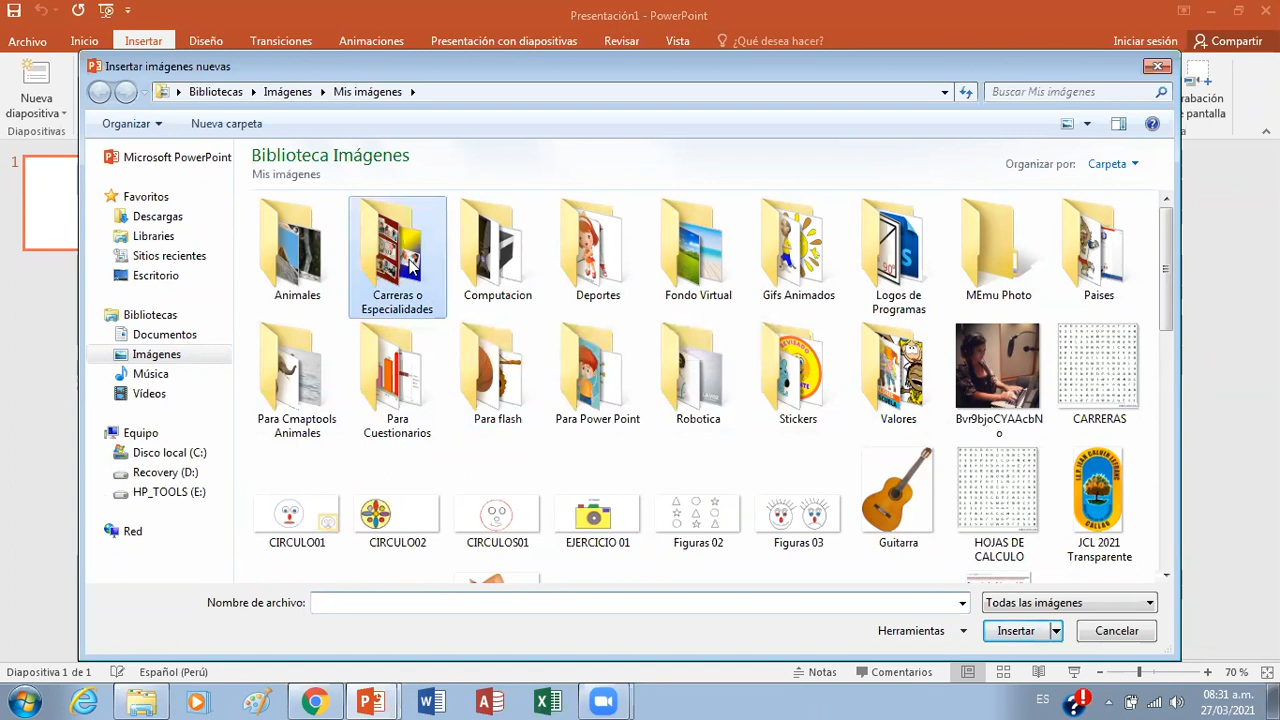 Presentación1 - PowerPoint
Archivo Inicio Insertar Diseño Transiciones Animaciones Presentación con diapositivas Revisar Vista ¿Qué desea hacer? Iniciar sesión Compartir
Nueva
diapositiva
Diapositivas
rabación
e pantalla
a
Insertar imágenes nuevas
Bibliotecas Imágenes Mis imágenes Buscar Mis imágenes
Organizar Nueva carpeta
Microsoft PowerPoint
Favoritos
Descargas
Libraries
Sitios recientes
Escritorio
Bibliotecas
Documentos
Imágenes
Música
Vídeos
Equipo
Disco local (C:)
Recovery (D:)
HP_TOOLS (E:)
Red
Biblioteca Imágenes
Mis imágenes
Organizar por: Carpeta
1
Animales
Carreras o
Especialidades
Computacion
Deportes
Fondo Virtual
Gifs Animados
Logos de
Programas
MEmu Photo
Paises
Para Cmaptools
Animales
Para
Cuestionarios
Para flash
Para Power Point
Robotica
Stickers
Valores
Bvr9bjoCYAAcbN
o
CARRERAS
CIRCULO01
CIRCULO02
CIRCULOS01
EJERCICIO 01
Figuras 02
Figuras 03
Guitarra
HOJAS DE
CALCULO
JCL 2021
Transparente
Nombre de archivo: Todas las imágenes
Herramientas Insertar Cancelar
Diapositiva 1 de 1 Español (Perú) Notas Comentarios 70 %
ES
08:31 a.m.
27/03/2021